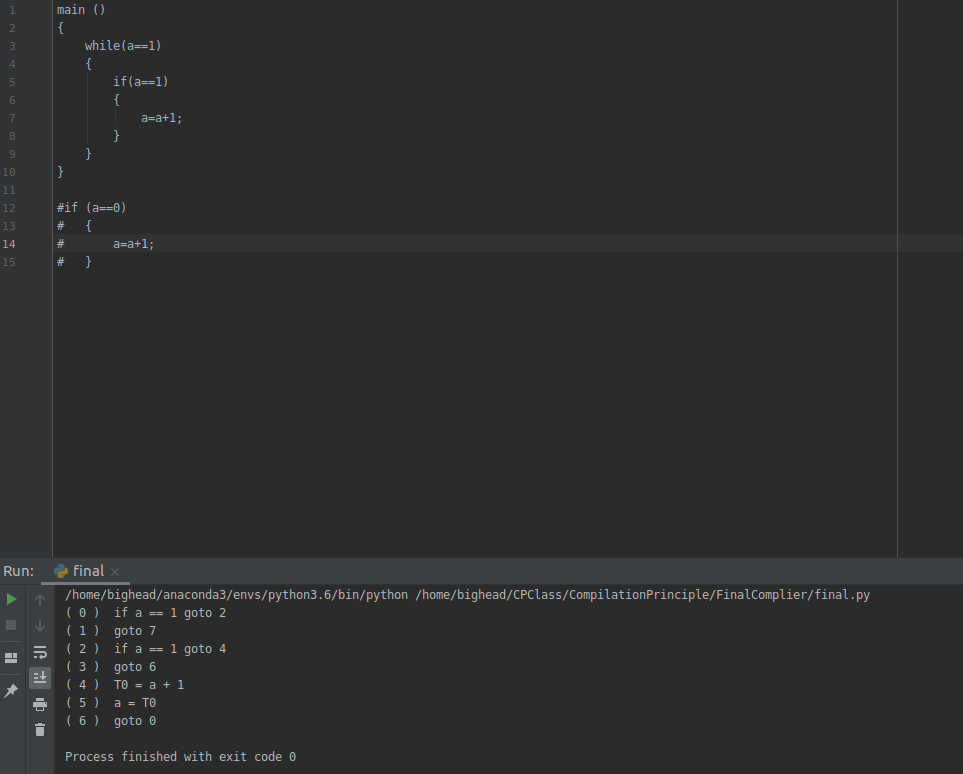 1 main ()
2 {
3     while(a==1)
4     {
5         if(a==1)
6         {
7             a=a+1;
8         }
9     }
10 }
11
12 #if (a==0)
13 #   {
14 #       a=a+1;
15 #   }
Run: final ×
/home/bighead/anaconda3/envs/python3.6/bin/python /home/bighead/CPClass/CompilationPrinciple/FinalComplier/final.py
( 0 )  if a == 1 goto 2
( 1 )  goto 7
( 2 )  if a == 1 goto 4
( 3 )  goto 6
( 4 )  T0 = a + 1
( 5 )  a = T0
( 6 )  goto 0
Process finished with exit code 0